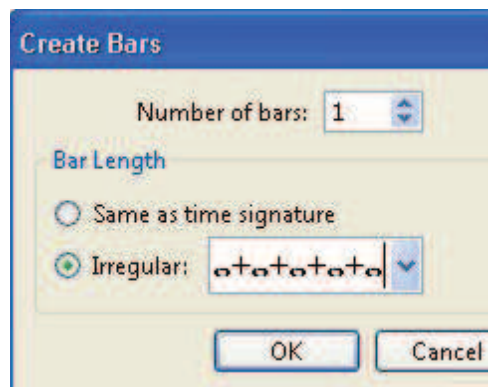 Create Bars
Number of bars: 1
Bar Length
Same as time signature
Irregular: 𝅝+𝅝+𝅝+𝅝+𝅝
OK Cancel